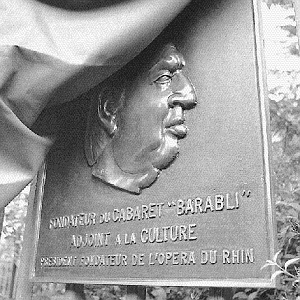 FONDATEUR DU CABARET "BARABLI"
ADJOINT A LA CULTURE
PRESIDENT FONDATEUR DE L'OPERA DU RHIN